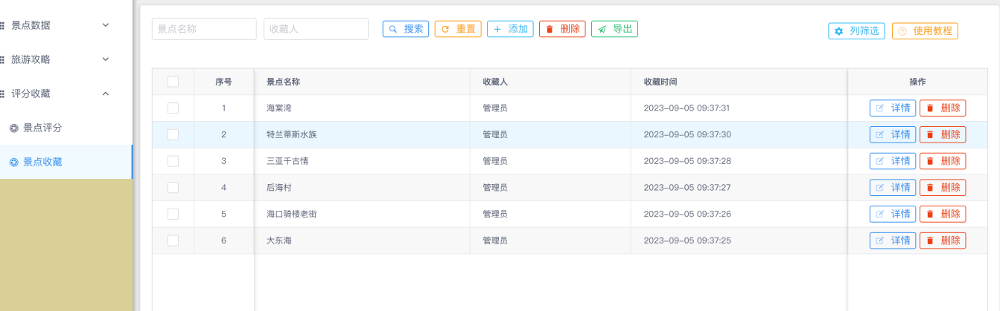 景点数据
旅游攻略
评分收藏
景点评分
景点收藏
景点名称 收藏人 搜索 重置 添加 删除 导出 列筛选 使用教程
序号 景点名称 收藏人 收藏时间 操作
1 海棠湾 管理员 2023-09-05 09:37:31 详情 删除
2 特兰蒂斯水族 管理员 2023-09-05 09:37:30 详情 删除
3 三亚千古情 管理员 2023-09-05 09:37:28 详情 删除
4 后海村 管理员 2023-09-05 09:37:27 详情 删除
5 海口骑楼老街 管理员 2023-09-05 09:37:26 详情 删除
6 大东海 管理员 2023-09-05 09:37:25 详情 删除